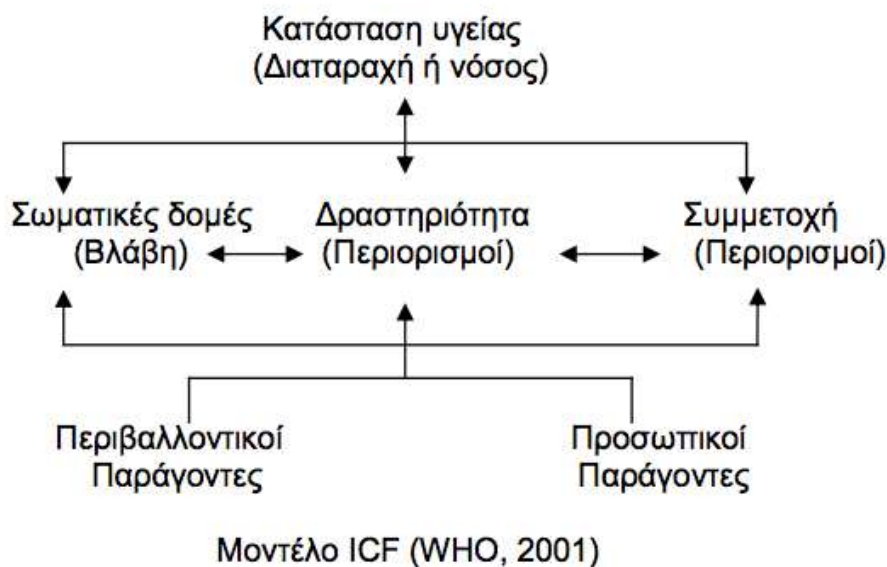 Κατάσταση υγείας
(Διαταραχή ή νόσος)
Σωματικές δομές
(Βλάβη)
Δραστηριότητα
(Περιορισμοί)
Συμμετοχή
(Περιορισμοί)
Περιβαλλοντικοί
Παράγοντες
Προσωπικοί
Παράγοντες
Μοντέλο ICF (WHO, 2001)